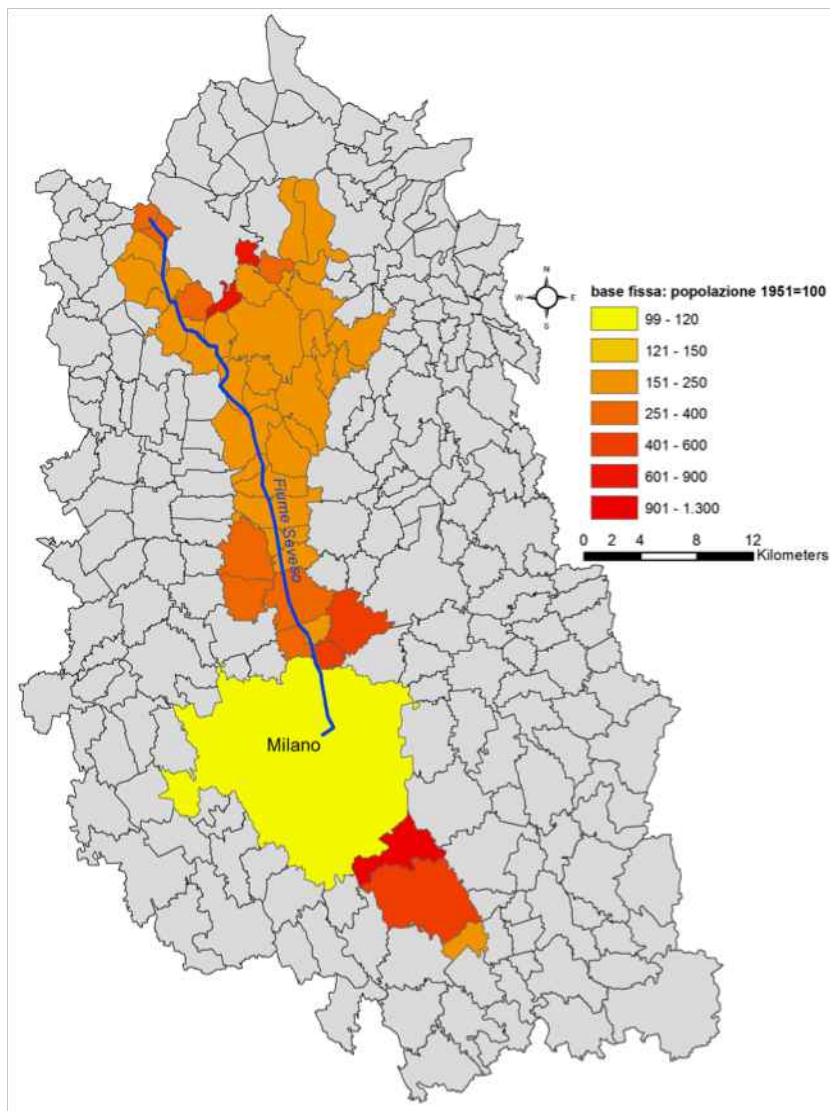 N
W E
S
base fissa: popolazione 1951=100
99 - 120
121 - 150
151 - 250
251 - 400
401 - 600
601 - 900
901 - 1.300
0 2 4 8 12
Kilometers
Fiume Seveso
Milano